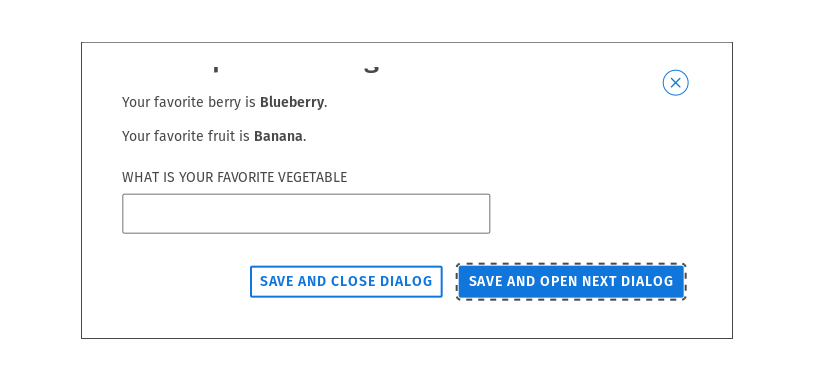 Your favorite berry is Blueberry.
Your favorite fruit is Banana.
WHAT IS YOUR FAVORITE VEGETABLE
SAVE AND CLOSE DIALOG
SAVE AND OPEN NEXT DIALOG